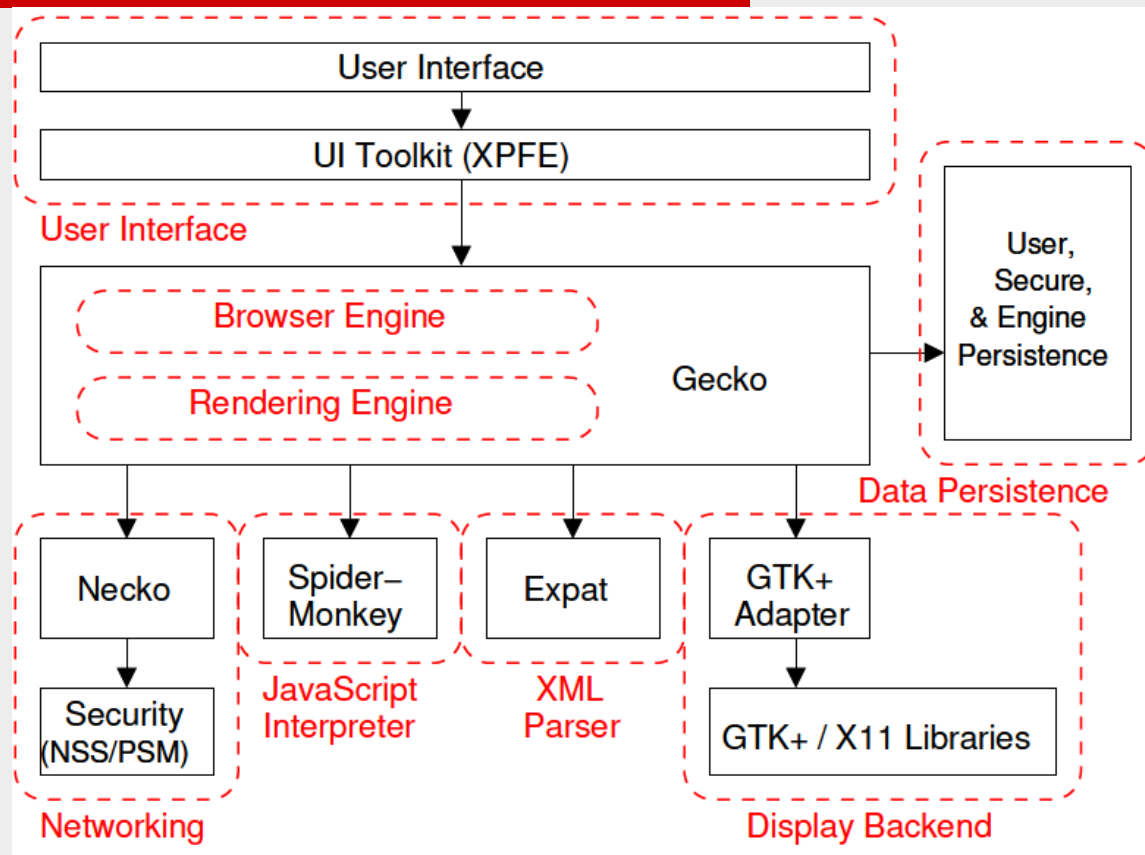 User Interface
UI Toolkit (XPFE)
User Interface
User,
Secure,
& Engine
Persistence
Browser Engine
Gecko
Rendering Engine
Data Persistence
Necko
Spider–
Monkey
Expat
GTK+
Adapter
JavaScript
Interpreter
XML
Parser
Security
(NSS/PSM)
GTK+ / X11 Libraries
Networking
Display Backend